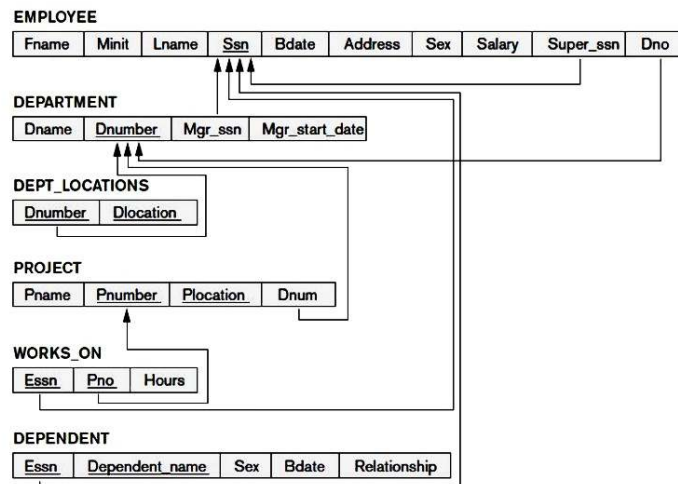 EMPLOYEE
Fname Minit Lname Ssn Bdate Address Sex Salary Super_ssn Dno
DEPARTMENT
Dname Dnumber Mgr_ssn Mgr_start_date
DEPT_LOCATIONS
Dnumber Dlocation
PROJECT
Pname Pnumber Plocation Dnum
WORKS_ON
Essn Pno Hours
DEPENDENT
Essn Dependent_name Sex Bdate Relationship